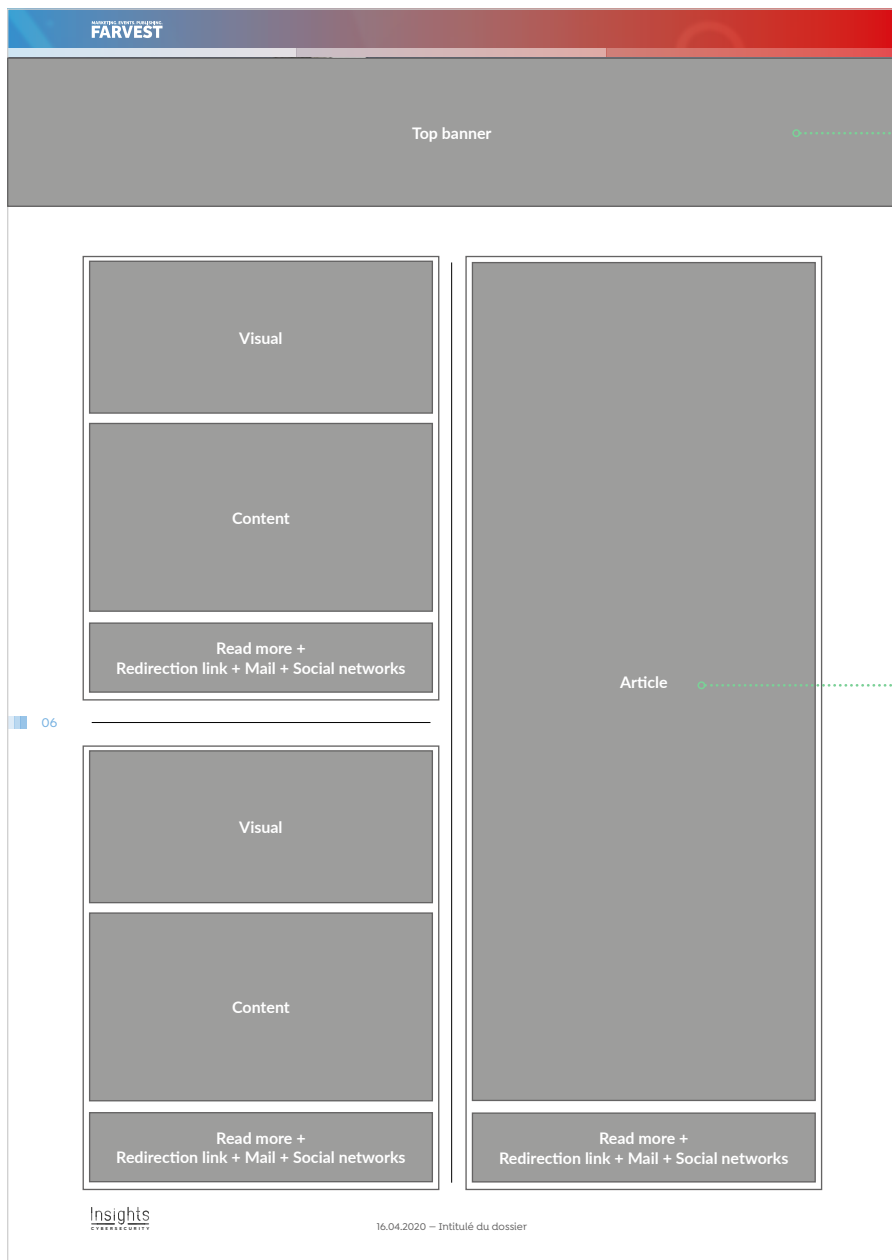 MARKETING. EVENTS. PUBLISHING.
FARVEST
Top banner
Visual
Content
Read more +
Redirection link + Mail + Social networks
06
Visual
Content
Read more +
Redirection link + Mail + Social networks
Article
Read more +
Redirection link + Mail + Social networks
Insights
CYBERSECURITY
16.04.2020 – Intitulé du dossier